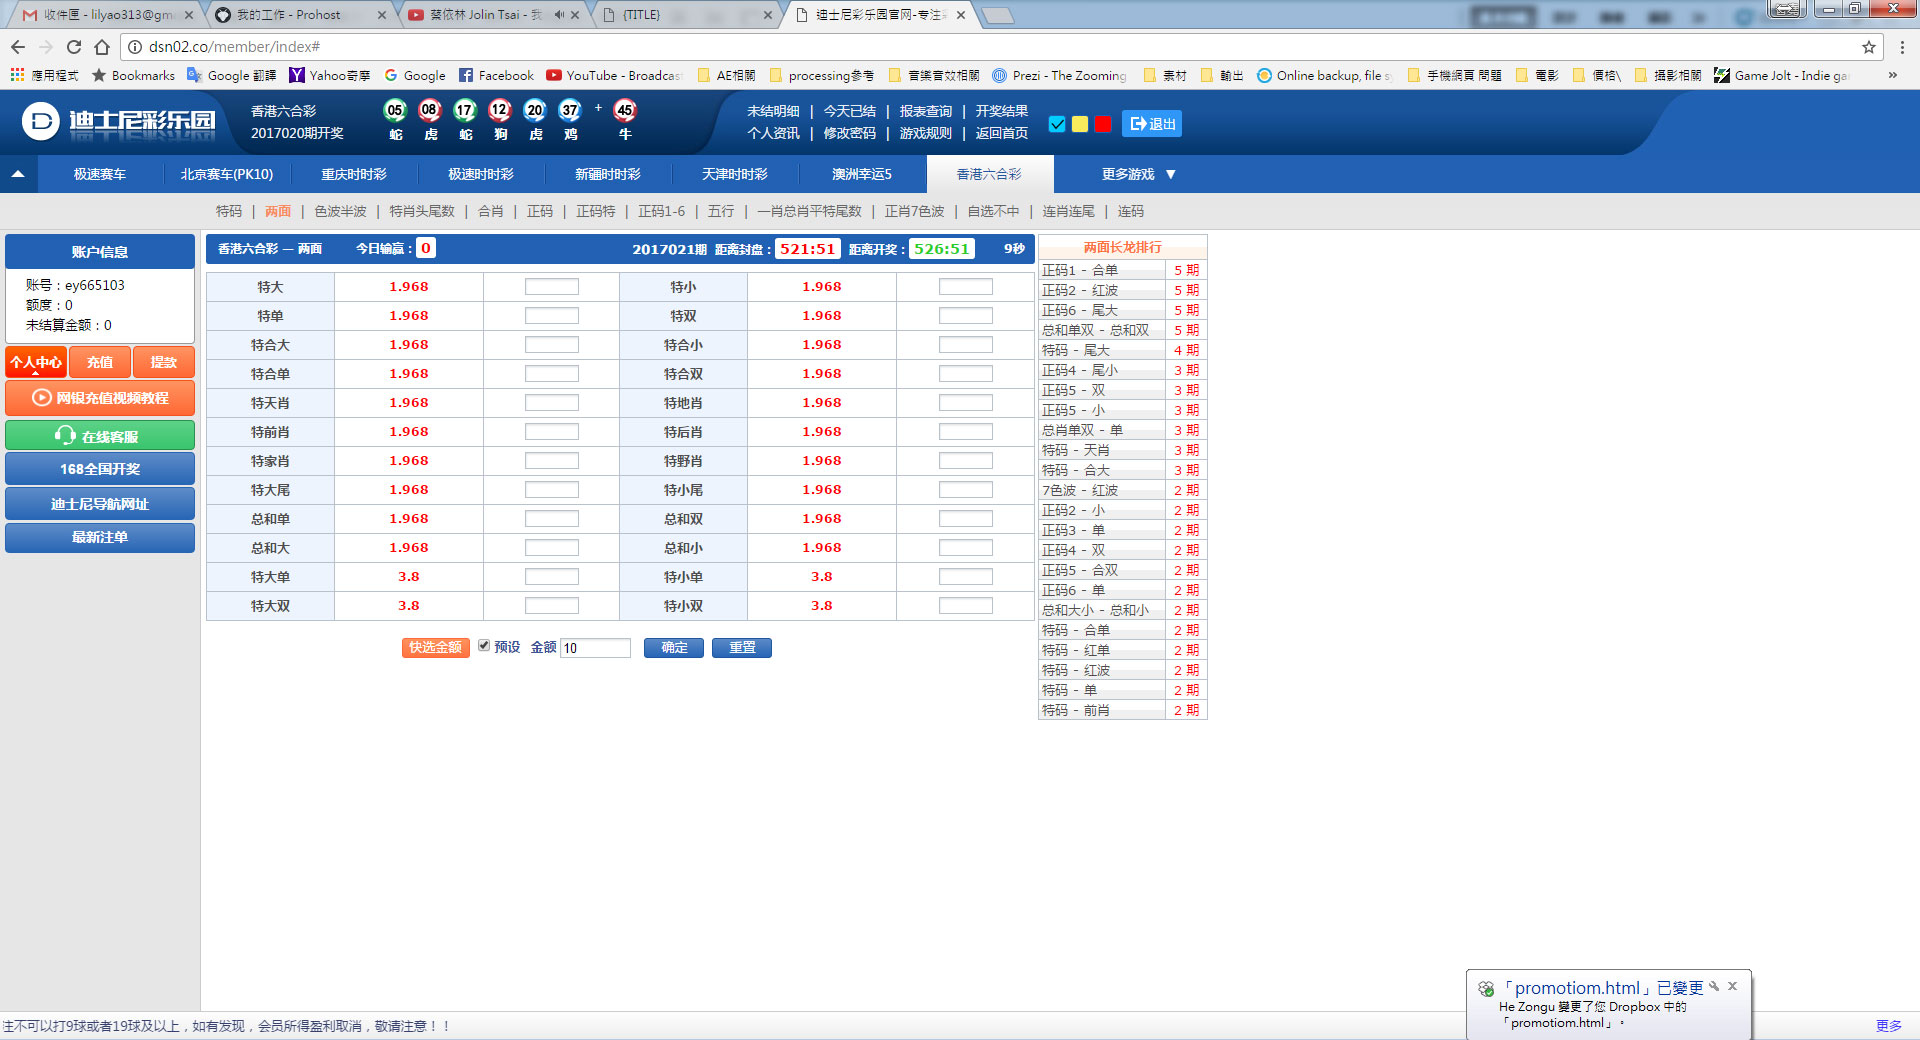 收件匣 - lilyao313@gm
我的工作 - Prohost
蔡依林 Jolin Tsai - 我
{TITLE}
迪士尼彩乐园官网-专注彩
dsn02.co/member/index#
應用程式
Bookmarks
Google 翻譯
Yahoo奇摩
Google
Facebook
YouTube - Broadcast
AE相關
processing參考
音樂音效相關
Prezi - The Zooming
素材
輸出
Online backup, file sy
手機網頁 問題
電影
價格\
攝影相關
Game Jolt - Indie ga
»
D 迪士尼彩乐园
香港六合彩
2017020期开奖
05 08 17 12 20 37 + 45
蛇 虎 蛇 狗 虎 鸡 牛
未结明细 | 今天已结 | 报表查询 | 开奖结果
个人资讯 | 修改密码 | 游戏规则 | 返回首页
退出
极速赛车 北京赛车(PK10) 重庆时时彩 极速时时彩 新疆时时彩 天津时时彩 澳洲幸运5 香港六合彩 更多游戏 ▼
特码 | 两面 | 色波半波 | 特肖头尾数 | 合肖 | 正码 | 正码特 | 正码1-6 | 五行 | 一肖总肖平特尾数 | 正肖7色波 | 自选不中 | 连肖连尾 | 连码
账户信息
账号：ey665103
额度：0
未结算金额：0
个人中心 充值 提款
网银充值视频教程
在线客服
168全国开奖
迪士尼导航网址
最新注单
香港六合彩 — 两面 今日输赢：0 2017021期 距离封盘：521:51 距离开奖：526:51 9秒
特大 1.968 特小 1.968
特单 1.968 特双 1.968
特合大 1.968 特合小 1.968
特合单 1.968 特合双 1.968
特天肖 1.968 特地肖 1.968
特前肖 1.968 特后肖 1.968
特家肖 1.968 特野肖 1.968
特大尾 1.968 特小尾 1.968
总和单 1.968 总和双 1.968
总和大 1.968 总和小 1.968
特大单 3.8 特小单 3.8
特大双 3.8 特小双 3.8
快选金额 预设 金额 10 确定 重置
两面长龙排行
正码1 - 合单 5 期
正码2 - 红波 5 期
正码6 - 尾大 5 期
总和单双 - 总和双 5 期
特码 - 尾大 4 期
正码4 - 尾小 3 期
正码5 - 双 3 期
正码5 - 小 3 期
总肖单双 - 单 3 期
特码 - 天肖 3 期
特码 - 合大 3 期
7色波 - 红波 2 期
正码2 - 小 2 期
正码3 - 单 2 期
正码4 - 双 2 期
正码5 - 合双 2 期
正码6 - 单 2 期
总和大小 - 总和小 2 期
特码 - 合单 2 期
特码 - 红单 2 期
特码 - 红波 2 期
特码 - 单 2 期
特码 - 前肖 2 期
「promotiom.html」已變更
He Zongu 變更了您 Dropbox 中的
「promotiom.html」。
注不可以打9球或者19球及以上，如有发现，会员所得盈利取消，敬请注意！！
更多